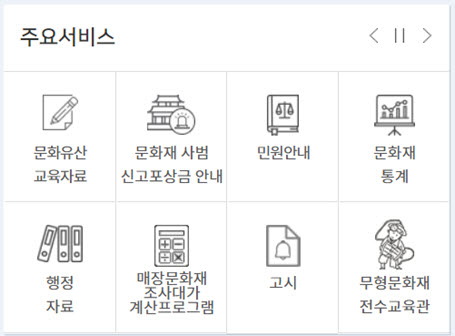 주요서비스
문화유산
교육자료
문화재 사범
신고포상금 안내
민원안내
문화재
통계
행정
자료
매장문화재
조사대가
계산프로그램
고시
무형문화재
전수교육관